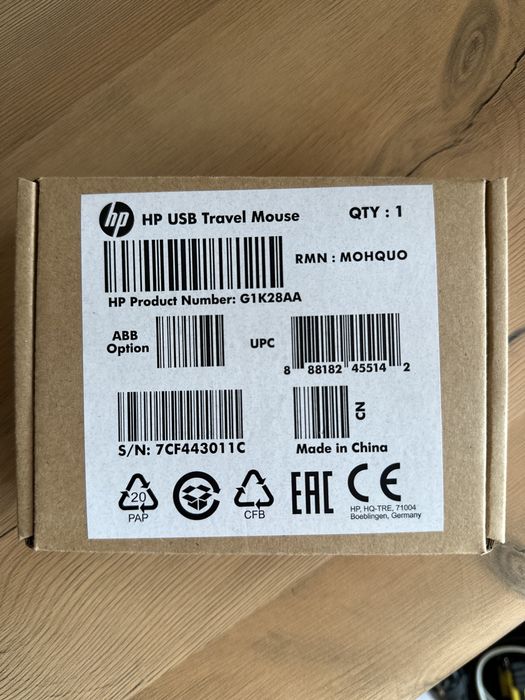 hp HP USB Travel Mouse QTY : 1
RMN : MOHQUO
HP Product Number: G1K28AA
ABB
Option
UPC
8 88182 45514 2
S/N: 7CF443011C
CN
Made in China
20
PAP
CFB
EAC CE
HP, HQ-TRE, 71004
Boeblingen, Germany